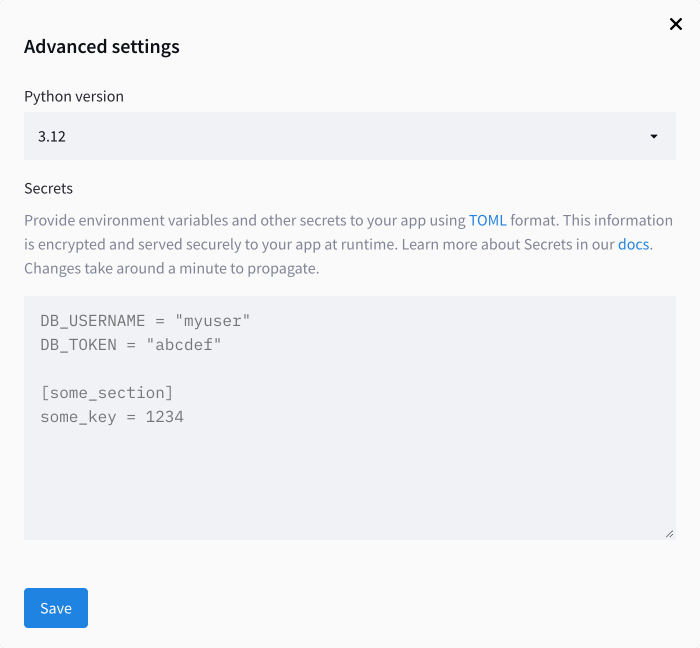 Advanced settings
Python version
3.12
Secrets
Provide environment variables and other secrets to your app using TOML format. This information
is encrypted and served securely to your app at runtime. Learn more about Secrets in our docs.
Changes take around a minute to propagate.
DB_USERNAME = "myuser"
DB_TOKEN = "abcdef"
[some_section]
some_key = 1234
Save